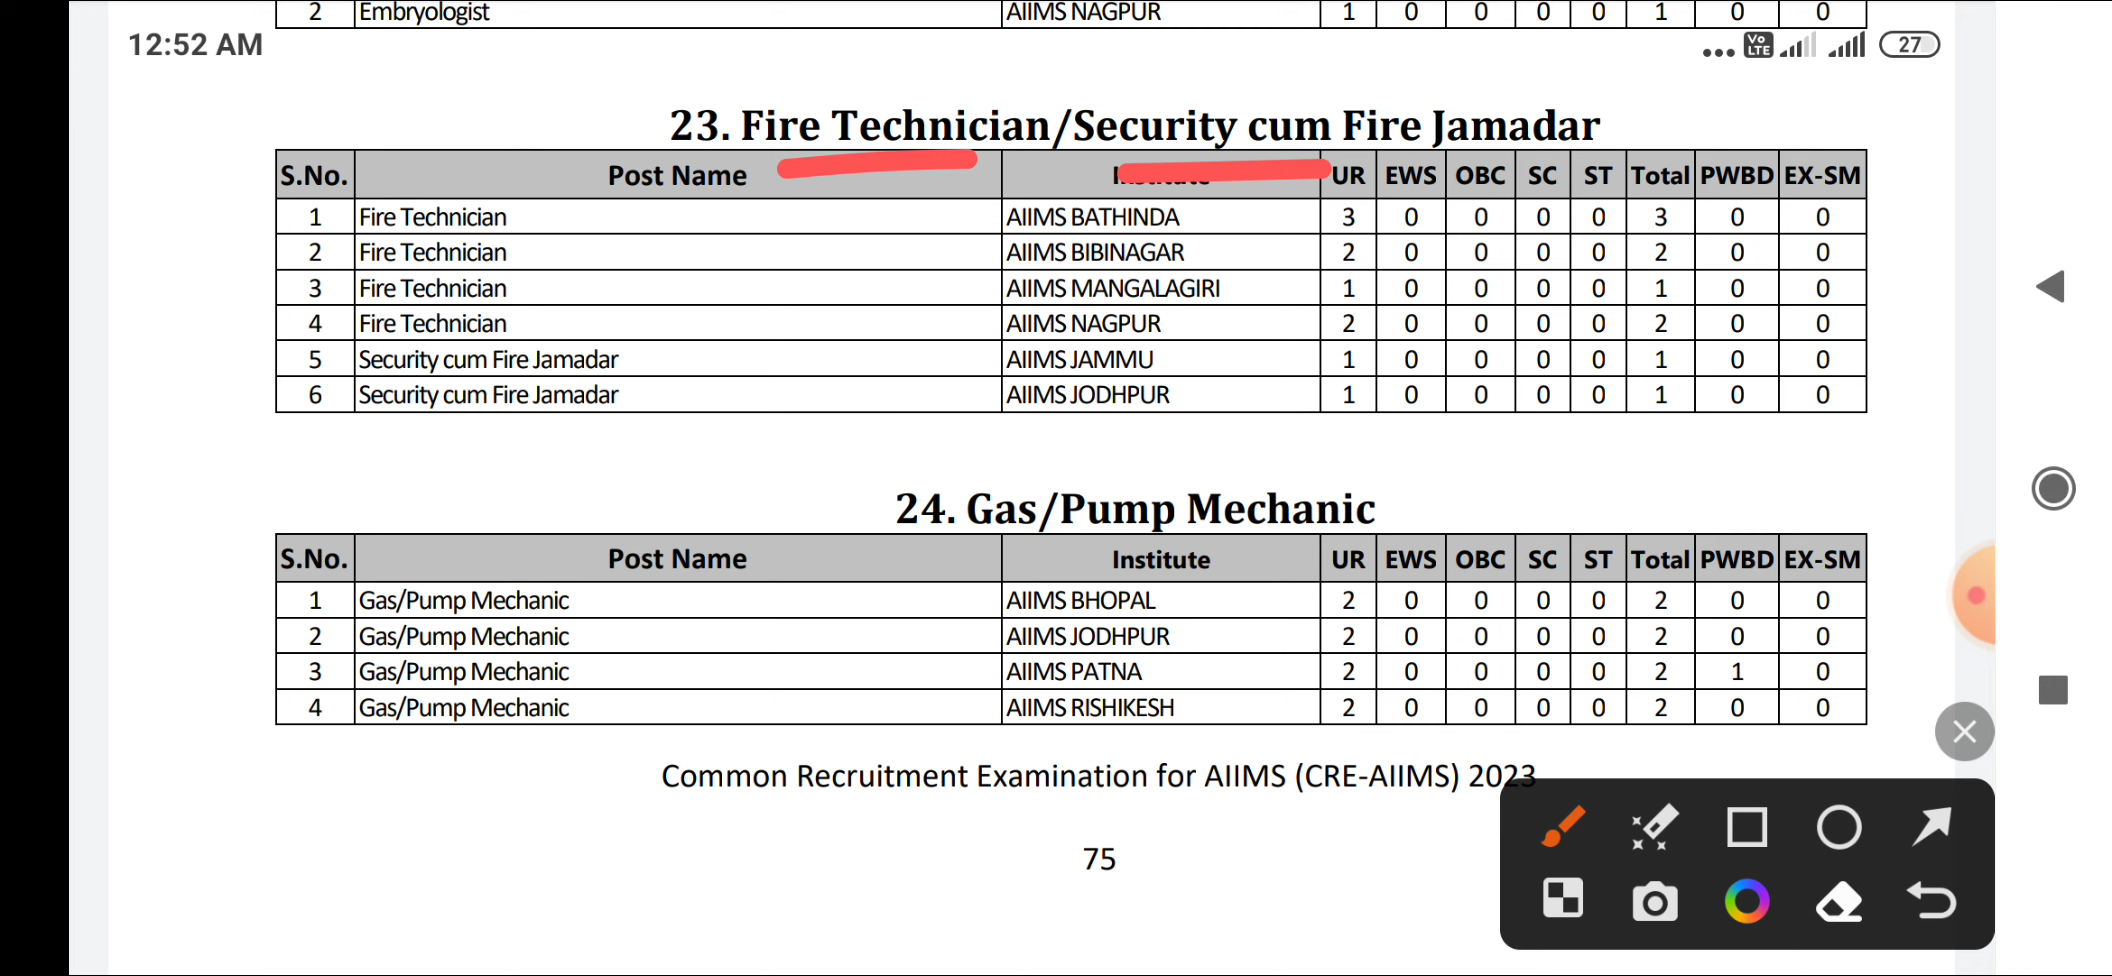 2 Embryologist AIIMS NAGPUR 1 0 0 0 0 1 0 0
12:52 AM Vo LTE 27
23. Fire Technician/Security cum Fire Jamadar
S.No. Post Name UR EWS OBC SC ST Total PWBD EX-SM
1 Fire Technician AIIMS BATHINDA 3 0 0 0 0 3 0 0
2 Fire Technician AIIMS BIBINAGAR 2 0 0 0 0 2 0 0
3 Fire Technician AIIMS MANGALAGIRI 1 0 0 0 0 1 0 0
4 Fire Technician AIIMS NAGPUR 2 0 0 0 0 2 0 0
5 Security cum Fire Jamadar AIIMS JAMMU 1 0 0 0 0 1 0 0
6 Security cum Fire Jamadar AIIMS JODHPUR 1 0 0 0 0 1 0 0
24. Gas/Pump Mechanic
S.No. Post Name Institute UR EWS OBC SC ST Total PWBD EX-SM
1 Gas/Pump Mechanic AIIMS BHOPAL 2 0 0 0 0 2 0 0
2 Gas/Pump Mechanic AIIMS JODHPUR 2 0 0 0 0 2 0 0
3 Gas/Pump Mechanic AIIMS PATNA 2 0 0 0 0 2 1 0
4 Gas/Pump Mechanic AIIMS RISHIKESH 2 0 0 0 0 2 0 0
Common Recruitment Examination for AIIMS (CRE-AIIMS) 2023
75